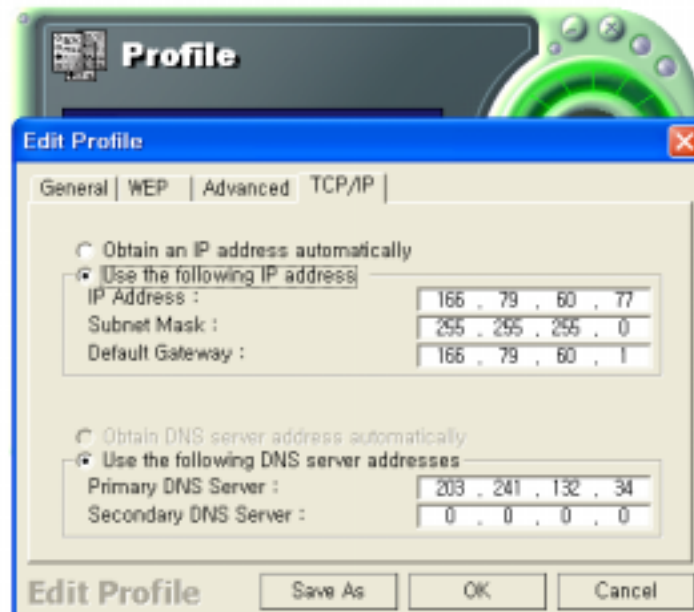 Profile
Edit Profile
General WEP Advanced TCP/IP
Obtain an IP address automatically
Use the following IP address
IP Address : 166 . 79 . 60 . 77
Subnet Mask : 255 . 255 . 255 . 0
Default Gateway : 166 . 79 . 60 . 1
Obtain DNS server address automatically
Use the following DNS server addresses
Primary DNS Server : 203 . 241 . 132 . 34
Secondary DNS Server : 0 . 0 . 0 . 0
Edit Profile Save As OK Cancel